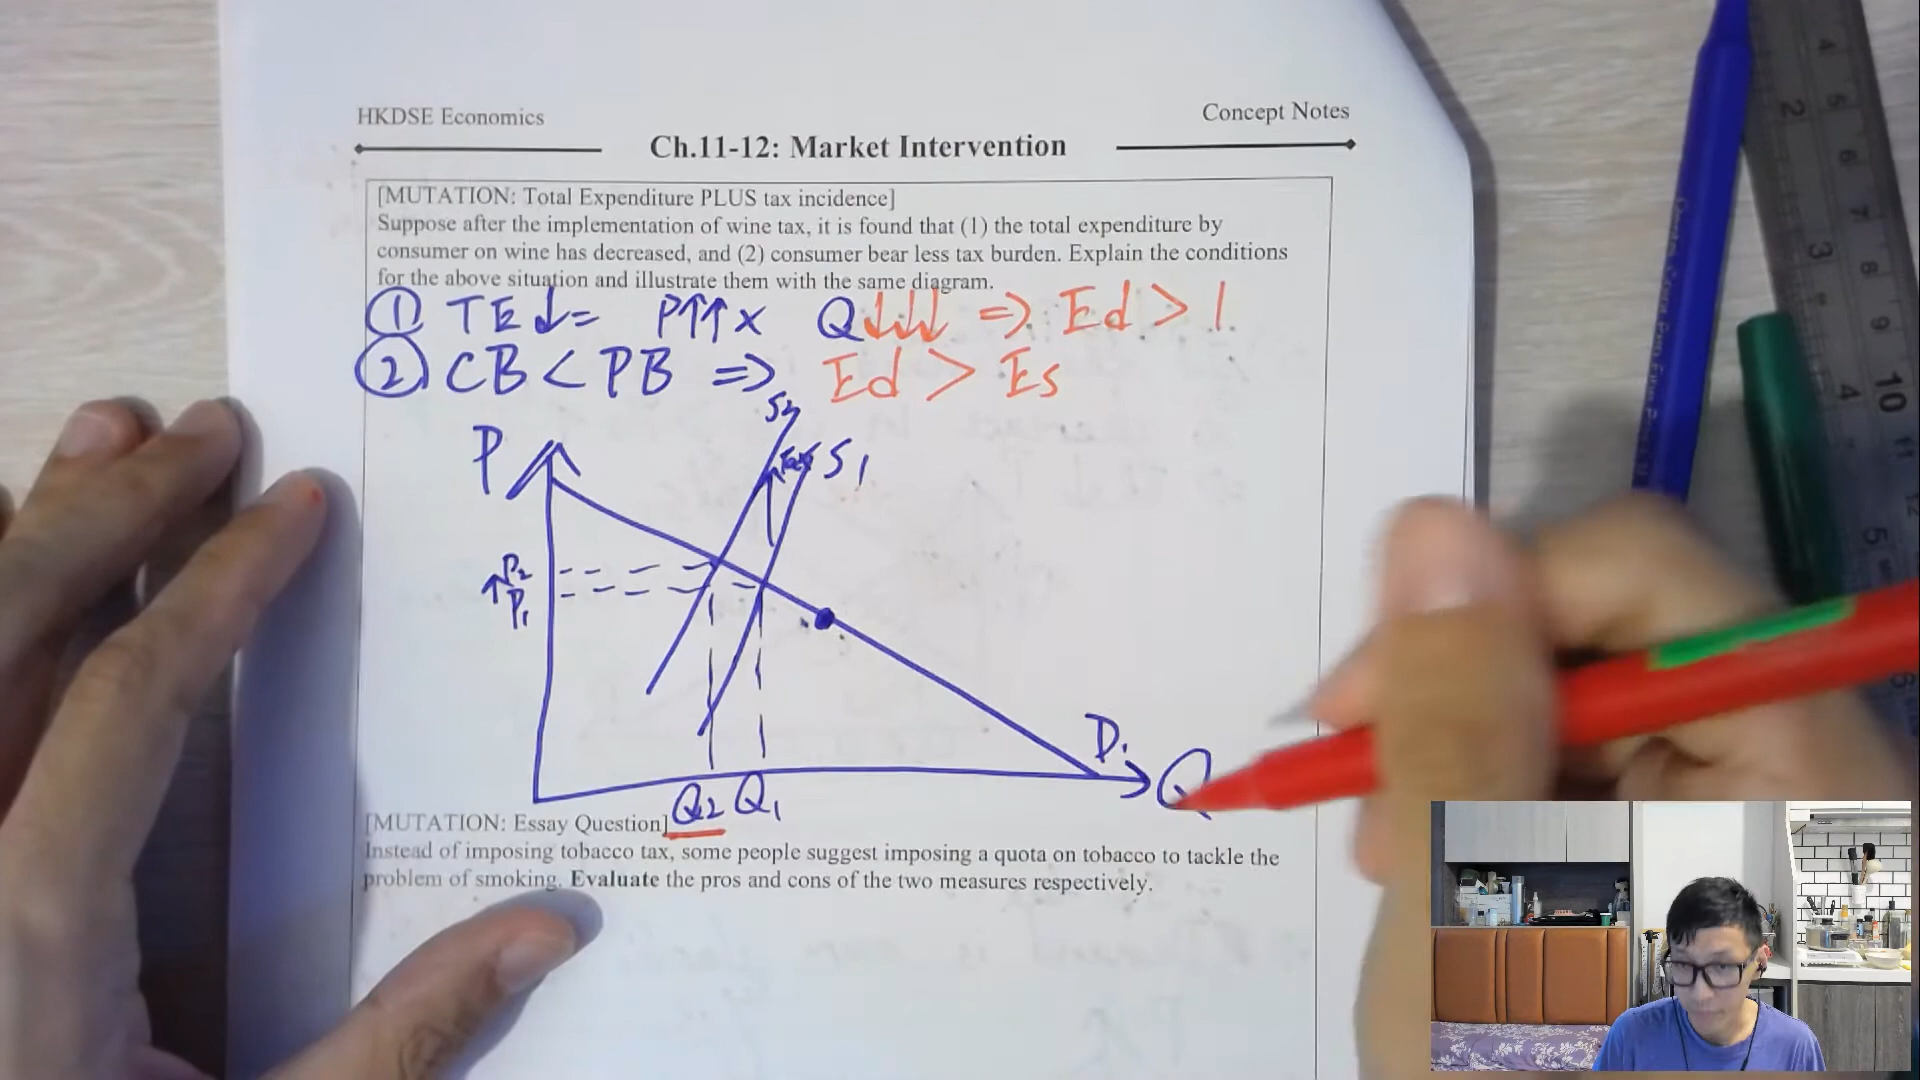 HKDSE Economics
Concept Notes
Ch.11-12: Market Intervention
[MUTATION: Total Expenditure PLUS tax incidence]
Suppose after the implementation of wine tax, it is found that (1) the total expenditure by
consumer on wine has decreased, and (2) consumer bear less tax burden. Explain the conditions
for the above situation and illustrate them with the same diagram.
① TE↓= P↑↑× Q↓↓↓ => Ed > 1
② CB < PB => Ed > Es
S2
Tax S1
P
↑ P2
P1
D
Q
Q2 Q1
[MUTATION: Essay Question]
Instead of imposing tobacco tax, some people suggest imposing a quota on tobacco to tackle the
problem of smoking. Evaluate the pros and cons of the two measures respectively.